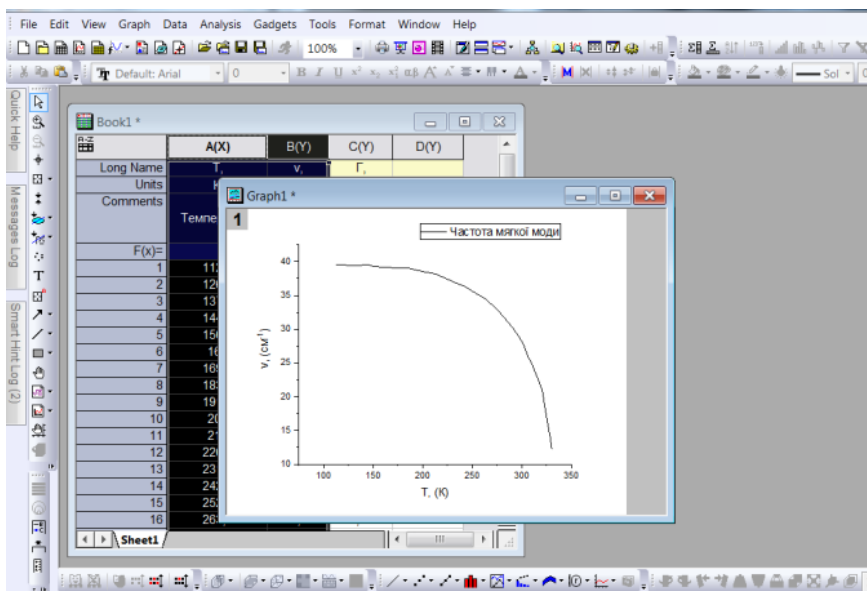 File Edit View Graph Data Analysis Gadgets Tools Format Window Help
100%
Default: Arial 0 B I U αβ Sol
Quick Help
Messages Log
Smart Hint Log (2)
Book1 *
A(X) B(Y) C(Y) D(Y)
Long Name T, ν, Γ,
Units
Comments
F(x)=
1
2
3
4
5
6
7
8
9
10
11
12
13
14
15
16
Sheet1
Graph1 *
1
Частота мягкой моди
40
35
30
25
20
15
10
ν, (см⁻¹)
100 150 200 250 300 350
T, (K)